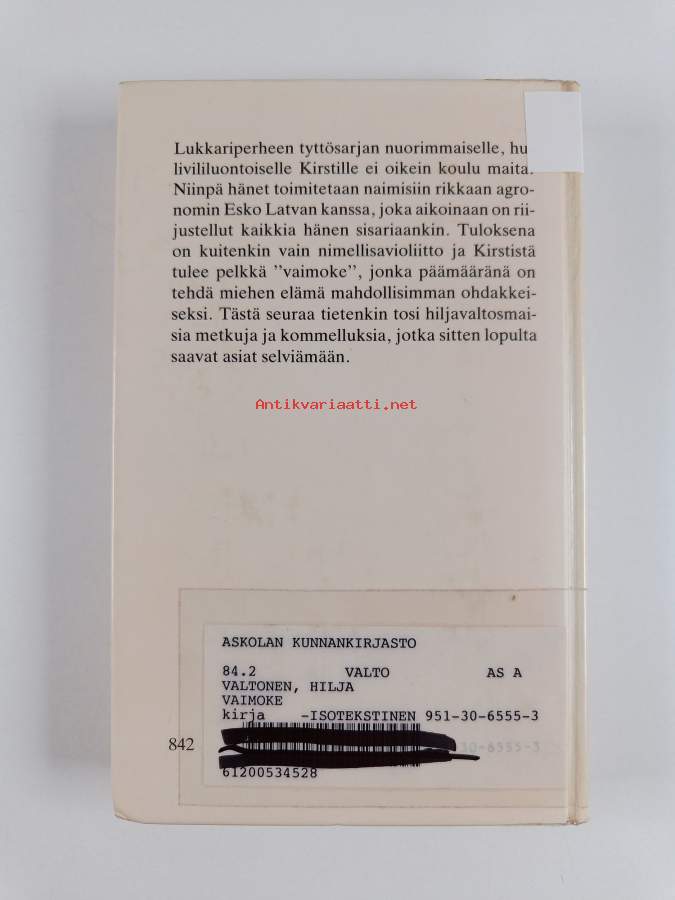 Lukkariperheen tyttösarjan nuorimmaiselle, hu-
livililuontoiselle Kirstille ei oikein koulu maita.
Niinpä hänet toimitetaan naimisiin rikkaan agro-
nomin Esko Latvan kanssa, joka aikoinaan on rii-
justellut kaikkia hänen sisariaankin. Tuloksena
on kuitenkin vain nimellisavioliitto ja Kirstistä
tulee pelkkä ”vaimoke”, jonka päämääränä on
tehdä miehen elämä mahdollisimman ohdakkei-
seksi. Tästä seuraa tietenkin tosi hiljavaltosmai-
sia metkuja ja kommelluksia, jotka sitten lopulta
saavat asiat selviämään.
Antikvariaatti.net
ASKOLAN KUNNANKIRJASTO
84.2 VALTO AS A
VALTONEN, HILJA
VAIMOKE
kirja -ISOTEKSTINEN 951-30-6555-3
30-6555-3
842
61200534528